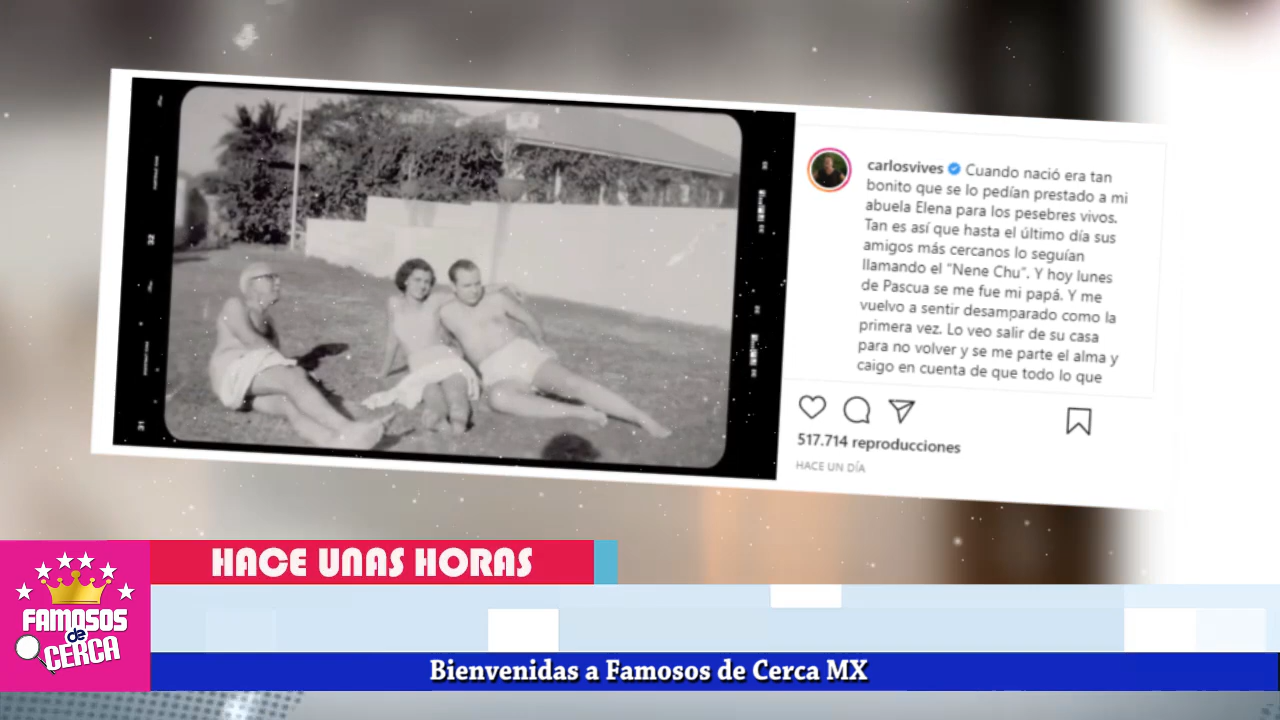 carlosvives Cuando nació era tan
bonito que se lo pedían prestado a mi
abuela Elena para los pesebres vivos.
Tan es así que hasta el último día sus
amigos más cercanos lo seguían
llamando el "Nene Chu". Y hoy lunes
de Pascua se me fue mi papá. Y me
vuelvo a sentir desamparado como la
primera vez. Lo veo salir de su casa
para no volver y se me parte el alma y
caigo en cuenta de que todo lo que
517.714 reproducciones
HACE UN DÍA
32
31
HACE UNAS HORAS
FAMOSOS
de
CERCA
Bienvenidas a Famosos de Cerca MX